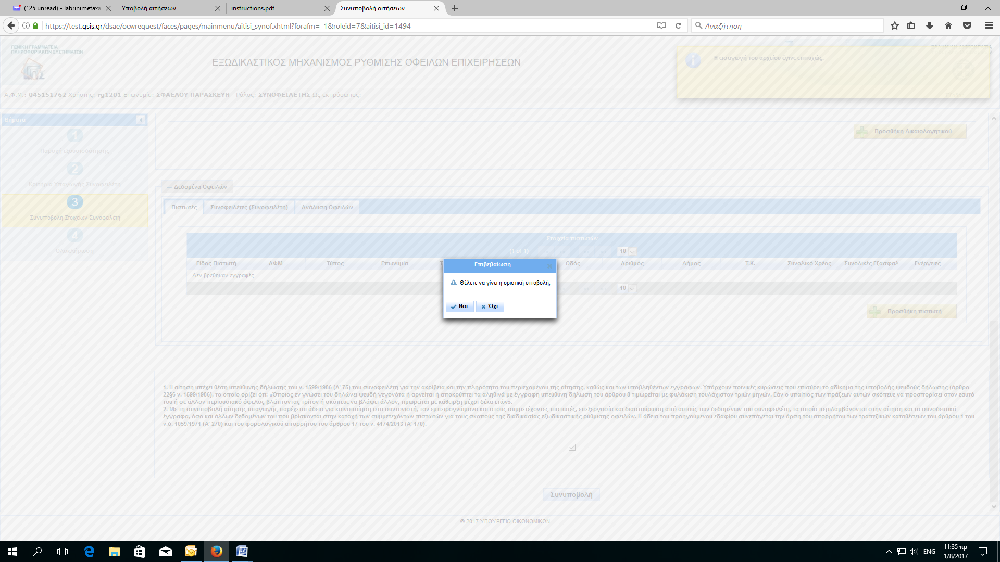 (125 unread) - labrinimetaxa
Υποβολή αιτήσεων
instructions.pdf
Συνυποβολή αιτήσεων
https://test.gsis.gr/dsae/ocwrequest/faces/pages/mainmenu/aitisi_synof.xhtml?forafm=-1&roleid=7&aitisi_id=1494
Αναζήτηση
ΓΕΝΙΚΗ ΓΡΑΜΜΑΤΕΙΑ
ΠΛΗΡΟΦΟΡΙΑΚΩΝ ΣΥΣΤΗΜΑΤΩΝ
ΕΞΩΔΙΚΑΣΤΙΚΟΣ ΜΗΧΑΝΙΣΜΟΣ ΡΥΘΜΙΣΗΣ ΟΦΕΙΛΩΝ ΕΠΙΧΕΙΡΗΣΕΩΝ
ΕΛΛΗΝΙΚΗ ΔΗΜΟΚΡΑΤΙΑ
Η εισαγωγή του αρχείου έγινε επιτυχώς.
Α.Φ.Μ.: 045151762 Χρήστης: rg1201 Επωνυμία: ΣΦΑΕΛΟΥ ΠΑΡΑΣΚΕΥΗ Ρόλος: ΣΥΝΟΦΕΙΛΕΤΗΣ Ως εκπρόσωπος: -
Βήματα
1
Παροχή εξουσιοδότησης
2
Κριτήρια Υπαγωγής Συνοφειλέτη
3
Συνυποβολή Στοιχείων Συνοφειλέτη
4
Ολοκλήρωση
Προσθήκη Δικαιολογητικού
Δεδομένα Οφειλών
Πιστωτές
Συνοφειλέτες (Συνοφειλέτη)
Ανάλυση Οφειλών
Στοιχεία πιστωτών
(1 of 1)
10
Είδος Πιστωτή
ΑΦΜ
Τύπος
Επωνυμία
Οδός
Αριθμός
Δήμος
Τ.Κ.
Συνολικό Χρέος
Συνολικές Εξασφαλ
Ενέργειες
Δεν βρέθηκαν εγγραφές
10
Επιβεβαίωση
Θέλετε να γίνει η οριστική υποβολή;
Ναι
Όχι
Προσθήκη πιστωτή
1. Η αίτηση υπέχει θέση υπεύθυνης δήλωσης του ν. 1599/1986 (Α' 75) του συνοφειλέτη για την ακρίβεια και την πληρότητα του περιεχομένου της αίτησης, καθώς και των υποβληθέντων εγγράφων. Υπάρχουν ποινικές κυρώσεις που επισύρει το αδίκημα της υποβολής ψευδούς δήλωσης (άρθρα
22§6 ν. 1599/1986), το οποίο ορίζει ότι: «Όποιος εν γνώσει του δηλώνει ψευδή γεγονότα ή αρνείται ή αποκρύπτει τα αληθινά με έγγραφη υπεύθυνη δήλωση του άρθρου 8 τιμωρείται με φυλάκιση τουλάχιστον τριών μηνών. Εάν ο υπαίτιος των πράξεων αυτών σκόπευε να προσπορίσει στον εαυτό
του ή σε άλλον περιουσιακό όφελος βλάπτοντας τρίτον ή σκόπευε να βλάψει άλλον, τιμωρείται με κάθειρξη μέχρι δέκα ετών».
2. Με τη συνυποβολή αίτησης υπαγωγής παρέχεται άδεια για κοινοποίηση στο συντονιστή, τον εμπειρογνώμονα και στους συμμετέχοντες πιστωτές, επεξεργασία και διασταύρωση από αυτούς των δεδομένων του συνοφειλέτη, τα οποία περιλαμβάνονται στην αίτηση και τα συνοδευτικά
έγγραφα, όσο και άλλων δεδομένων του που βρίσκονται στην κατοχή των συμμετεχόντων πιστωτών για τους σκοπούς της διαδικασίας εξωδικαστικής ρύθμισης οφειλών. Η άδεια του προηγούμενου εδαφίου συνεπάγεται την άρση του απορρήτου των τραπεζικών καταθέσεων του άρθρου 1 του
ν.δ. 1059/1971 (Α' 270) και του φορολογικού απορρήτου του άρθρου 17 του ν. 4174/2013 (Α' 170).
Συνυποβολή
© 2017 ΥΠΟΥΡΓΕΙΟ ΟΙΚΟΝΟΜΙΚΩΝ
ENG
11:35 πμ
1/8/2017